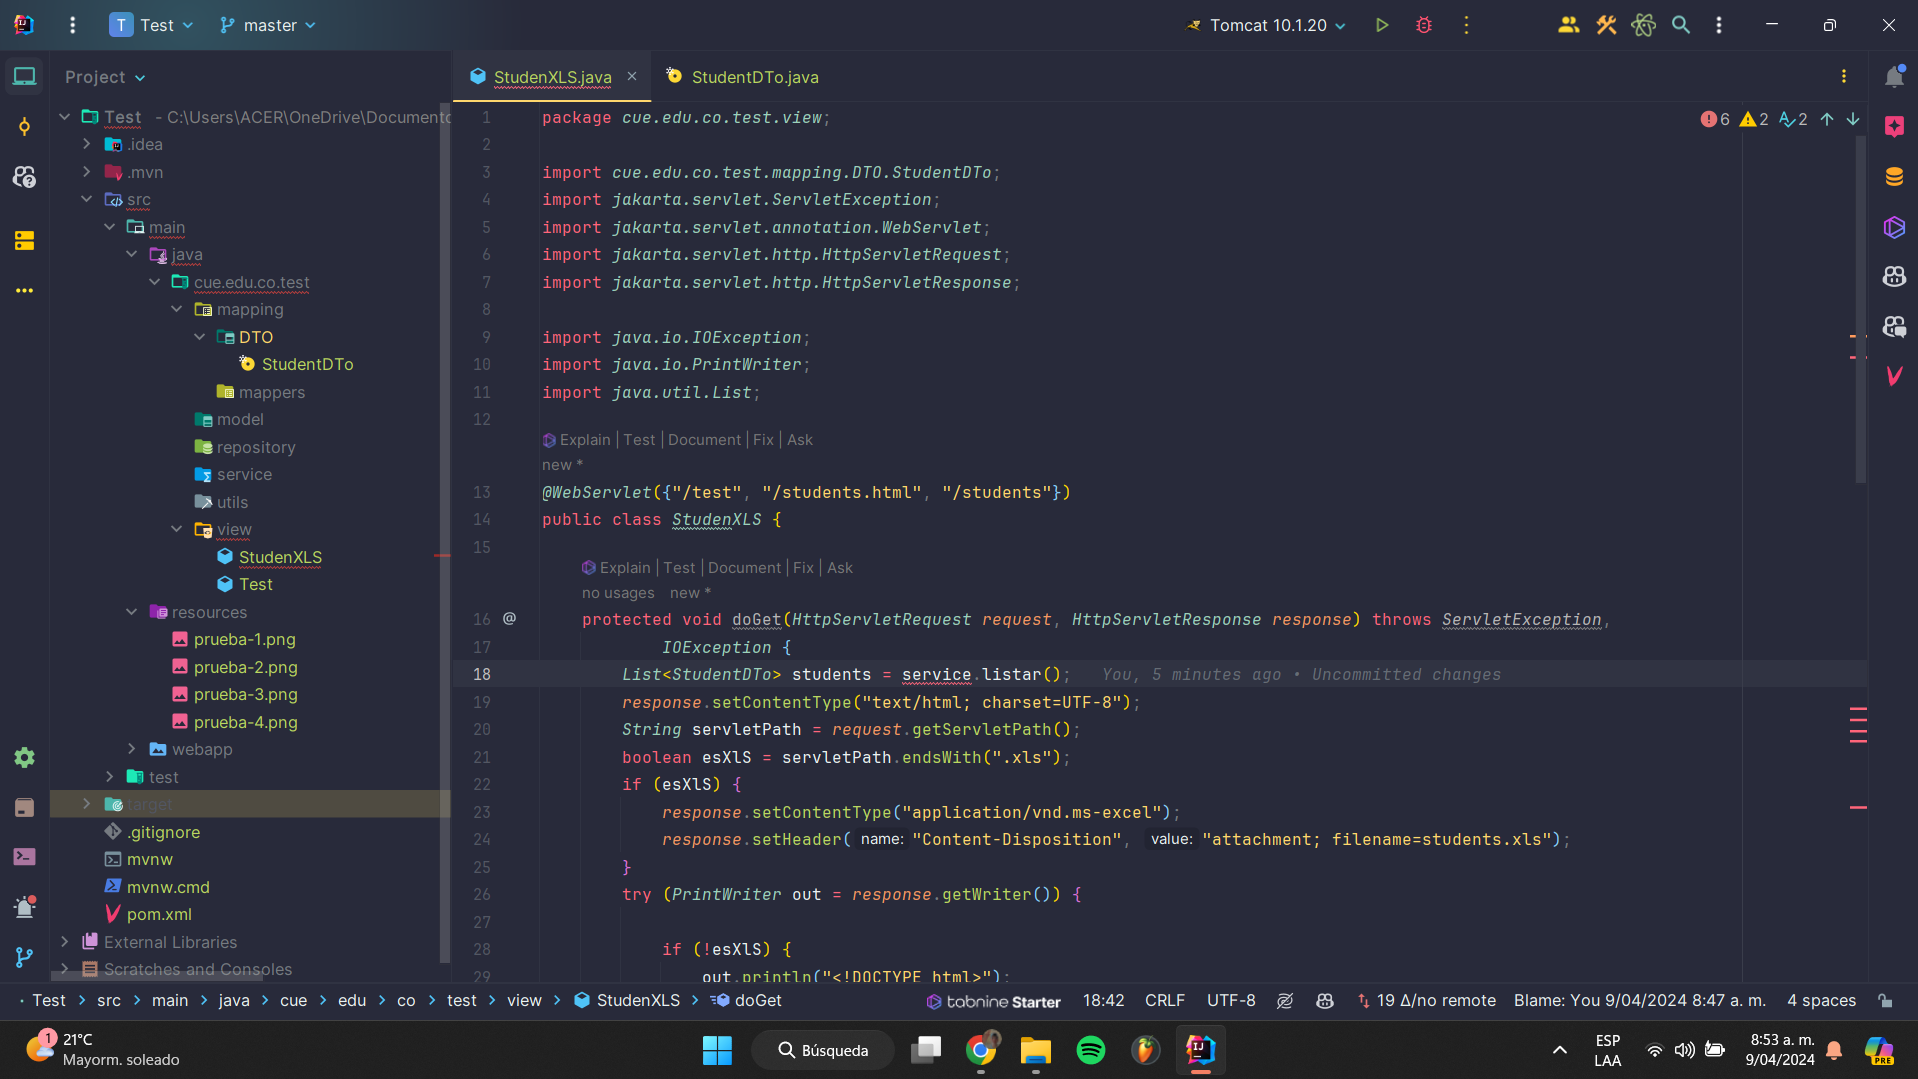 T Test master
Tomcat 10.1.20
Project
StudenXLS.java
StudentDTo.java
Test - C:\Users\ACER\OneDrive\Documento
.idea
.mvn
src
main
java
cue.edu.co.test
mapping
DTO
StudentDTo
mappers
model
repository
service
utils
view
StudenXLS
Test
resources
prueba-1.png
prueba-2.png
prueba-3.png
prueba-4.png
webapp
test
target
.gitignore
mvnw
mvnw.cmd
pom.xml
External Libraries
Scratches and Consoles
6 2 2
1 package cue.edu.co.test.view;
2
3 import cue.edu.co.test.mapping.DTO.StudentDTo;
4 import jakarta.servlet.ServletException;
5 import jakarta.servlet.annotation.WebServlet;
6 import jakarta.servlet.http.HttpServletRequest;
7 import jakarta.servlet.http.HttpServletResponse;
8
9 import java.io.IOException;
10 import java.io.PrintWriter;
11 import java.util.List;
12
Explain | Test | Document | Fix | Ask
new *
13 @WebServlet({"/test", "/students.html", "/students"})
14 public class StudenXLS {
15
Explain | Test | Document | Fix | Ask
no usages new *
16 @ protected void doGet(HttpServletRequest request, HttpServletResponse response) throws ServletException,
17 IOException {
18 List<StudentDTo> students = service.listar(); You, 5 minutes ago • Uncommitted changes
19 response.setContentType("text/html; charset=UTF-8");
20 String servletPath = request.getServletPath();
21 boolean esXlS = servletPath.endsWith(".xls");
22 if (esXlS) {
23 response.setContentType("application/vnd.ms-excel");
24 response.setHeader( name: "Content-Disposition", value: "attachment; filename=students.xls");
25 }
26 try (PrintWriter out = response.getWriter()) {
27
28 if (!esXlS) {
29 out.println("<!DOCTYPE html>");
Test > src > main > java > cue > edu > co > test > view > StudenXLS > doGet
tabnine Starter 18:42 CRLF UTF-8 19 Δ/no remote Blame: You 9/04/2024 8:47 a. m. 4 spaces
1
21°C
Mayorm. soleado
Búsqueda
ESP
LAA
8:53 a. m.
9/04/2024
PRE